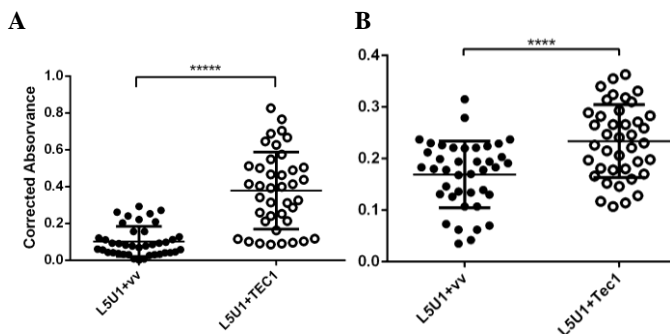 A
B
*****
****
Corrected Absorvance
1.0
0.8
0.6
0.4
0.2
0.0
L5U1+vv
L5U1+TEC1
0.4
0.3
0.2
0.1
0.0
L5U1+vv
L5U1+Tec1